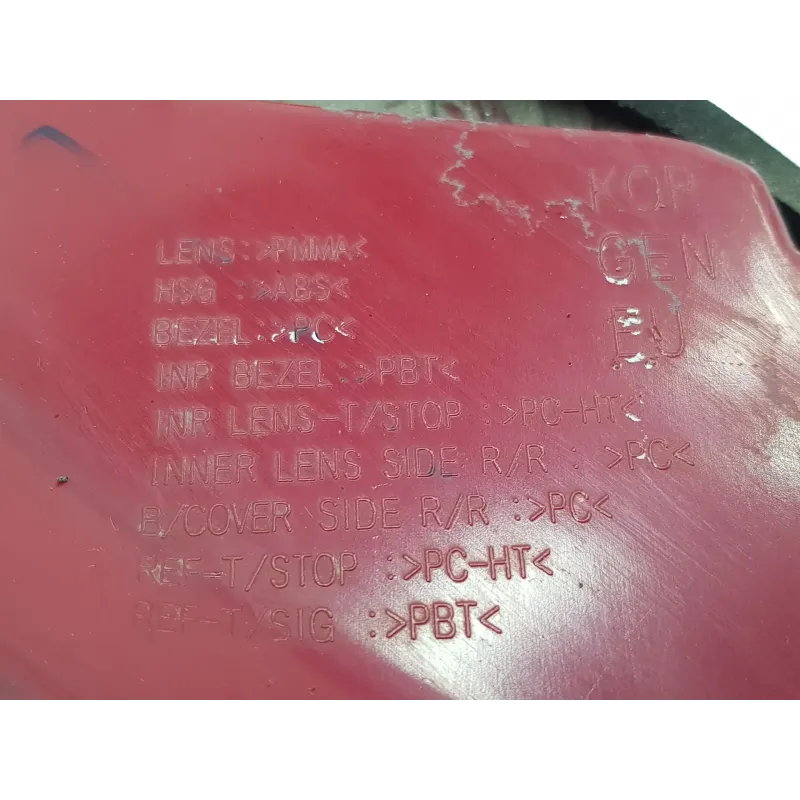 LENS:>PMMA<
HSG :>ABS<
BEZEL:>PC<
INR BEZEL:>PBT<
INR LENS-T/STOP :>PC-HT<
INNER LENS SIDE R/R : >PC<
B/COVER SIDE R/R :>PC<
REF-T/STOP :>PC-HT<
REF-T/SIG :>PBT<
KOR
GEN
EU